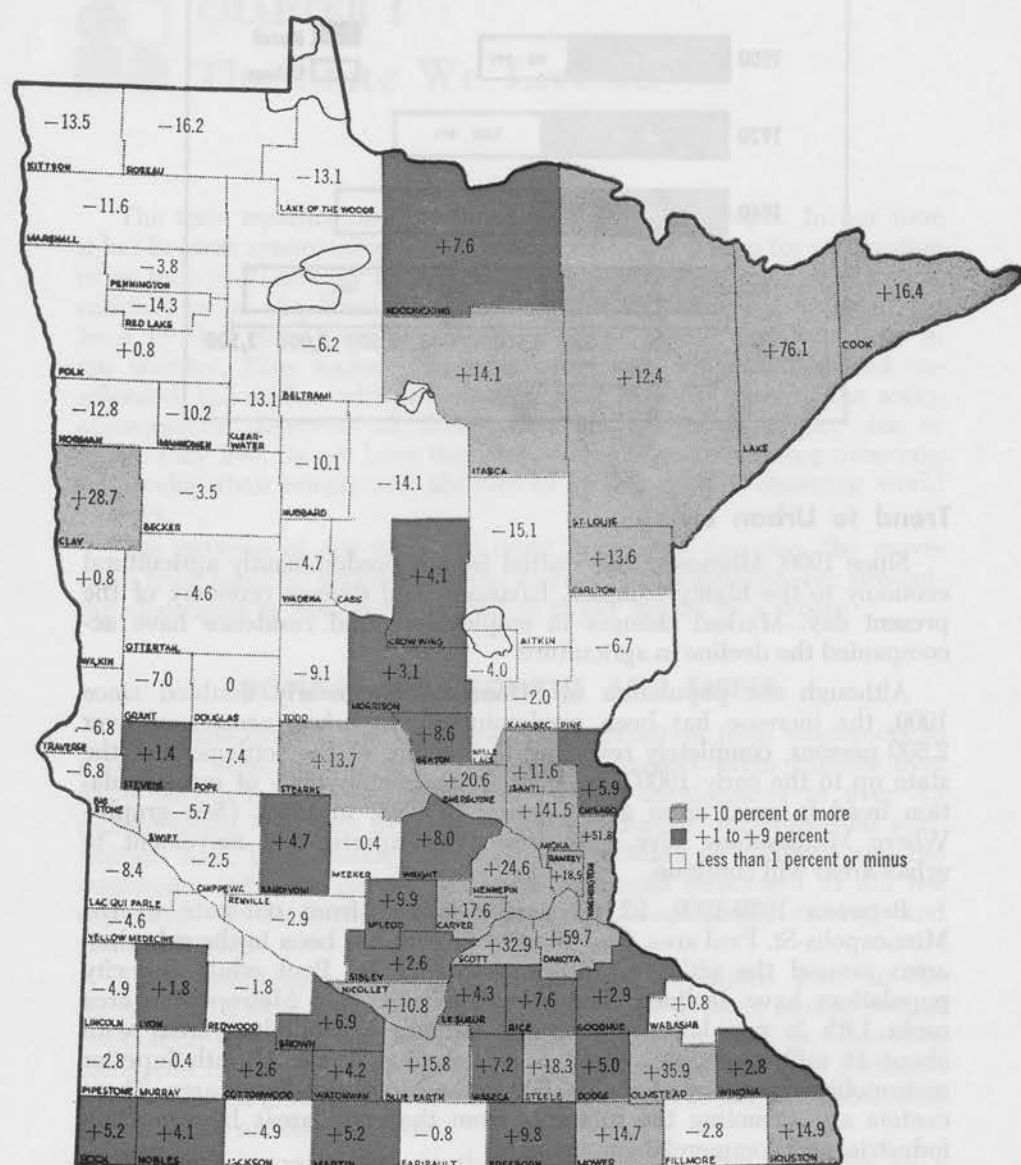 −13.5
−16.2
KITTSON
ROSEAU
−13.1
LAKE OF THE WOODS
−11.6
MARSHALL
+7.6
KOOCHICHING
−3.8
PENNINGTON
−14.3
RED LAKE
+0.8
POLK
−6.2
BELTRAMI
+14.1
ITASCA
+12.4
ST. LOUIS
+76.1
LAKE
+16.4
COOK
−12.8
NORMAN
−10.2
MAHNOMEN
−13.1
CLEAR-
WATER
+28.7
CLAY
−3.5
BECKER
−10.1
HUBBARD
−14.1
CASS
−15.1
AITKIN
+13.6
CARLTON
+0.8
WILKIN
−4.6
OTTERTAIL
−4.7
WADENA
+4.1
CROW WING
−6.7
PINE
−7.0
GRANT
0
DOUGLAS
−9.1
TODD
+3.1
MORRISON
−4.0
MILLE
LACS
−2.0
KANABEC
−6.8
TRAVERSE
+1.4
STEVENS
−7.4
POPE
+13.7
STEARNS
+8.6
BENTON
+20.6
SHERBURNE
+11.6
ISANTI
+5.9
CHISAGO
−6.8
BIG
STONE
−5.7
SWIFT
+4.7
KANDIYOHI
−0.4
MEEKER
+8.0
WRIGHT
+141.5
ANOKA
+51.8
WASHINGTON
RAMSEY
+18.9
+24.6
HENNEPIN
+10 percent or more
+1 to +9 percent
Less than 1 percent or minus
−8.4
LAC QUI PARLE
−2.5
CHIPPEWA
−2.9
RENVILLE
+9.9
McLEOD
+17.6
CARVER
−4.6
YELLOW MEDICINE
+2.6
SIBLEY
+32.9
SCOTT
+59.7
DAKOTA
−4.9
LINCOLN
+1.8
LYON
−1.8
REDWOOD
+6.9
BROWN
NICOLLET
+10.8
+4.3
LE SUEUR
+7.6
RICE
+2.9
GOODHUE
+0.8
WABASHA
−2.8
PIPESTONE
−0.4
MURRAY
+2.6
COTTONWOOD
+4.2
WATONWAN
+15.8
BLUE EARTH
+7.2
WASECA
+18.3
STEELE
+5.0
DODGE
+35.9
OLMSTEAD
+2.8
WINONA
+5.2
ROCK
+4.1
NOBLES
−4.9
JACKSON
+5.2
MARTIN
−0.8
FARIBAULT
+9.8
FREEBORN
+14.7
MOWER
−2.8
FILLMORE
+14.9
HOUSTON